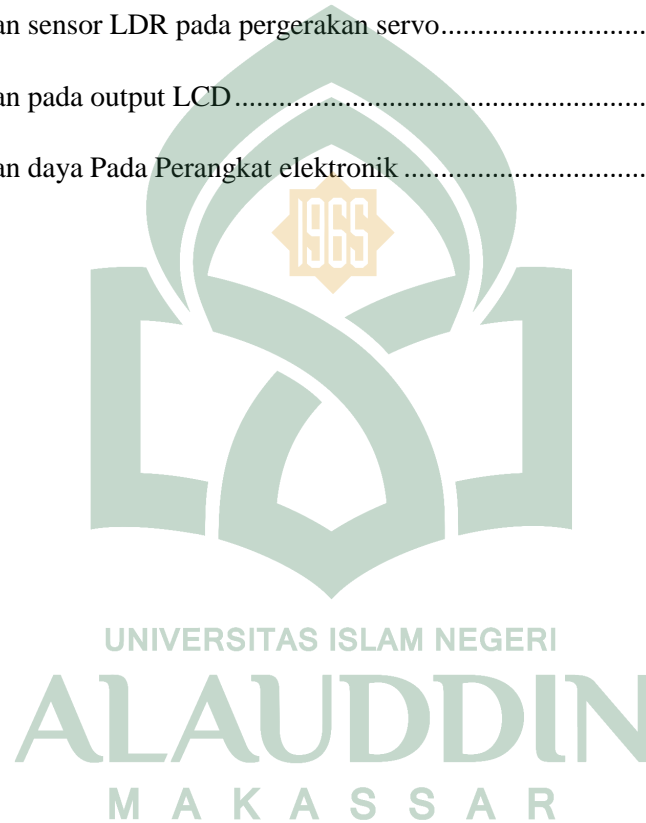 an sensor LDR pada pergerakan servo....................................
an pada output LCD........................................................................
an daya Pada Perangkat elektronik..........................................
1965
UNIVERSITAS ISLAM NEGERI
ALAUDDIN
MAKASSAR